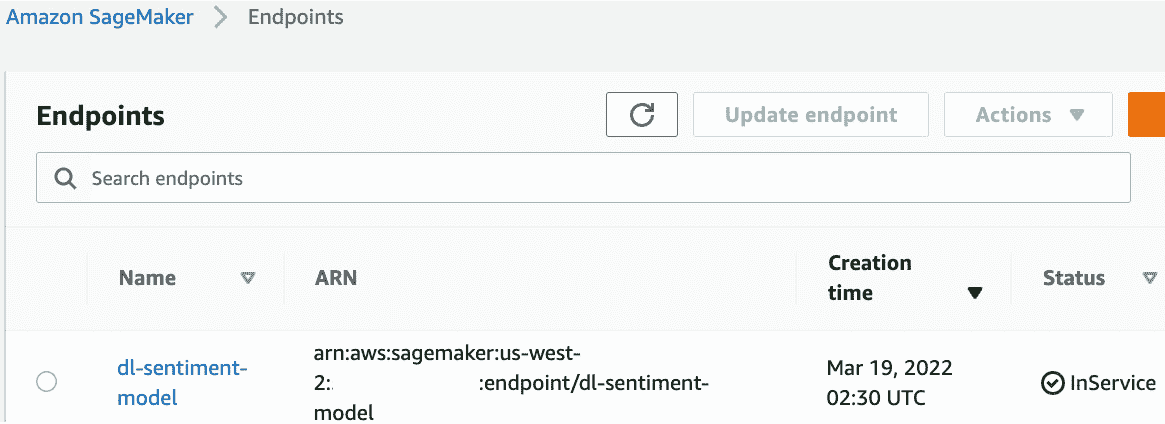 Amazon SageMaker > Endpoints
Endpoints
Update endpoint
Actions
Search endpoints
Name
ARN
Creation
time
Status
dl-sentiment-
model
arn:aws:sagemaker:us-west-
2: :endpoint/dl-sentiment-
model
Mar 19, 2022
02:30 UTC
InService